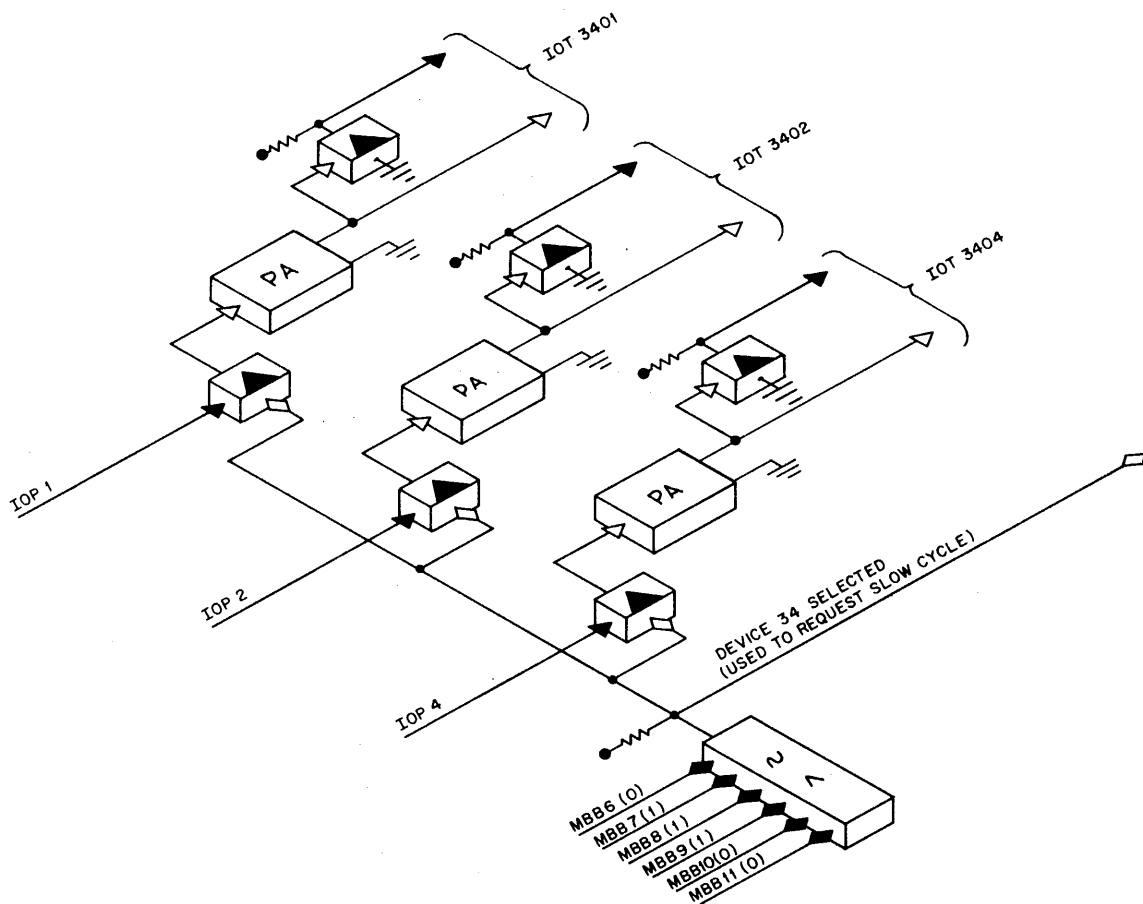 IOT 3401
IOT 3402
IOT 3404
PA
PA
PA
IOP 1
IOP 2
IOP 4
DEVICE 34 SELECTED
(USED TO REQUEST SLOW CYCLE)
MBB6 (0)
MBB7 (1)
MBB8 (1)
MBB9 (1)
MBB10(0)
MBB11 (0)